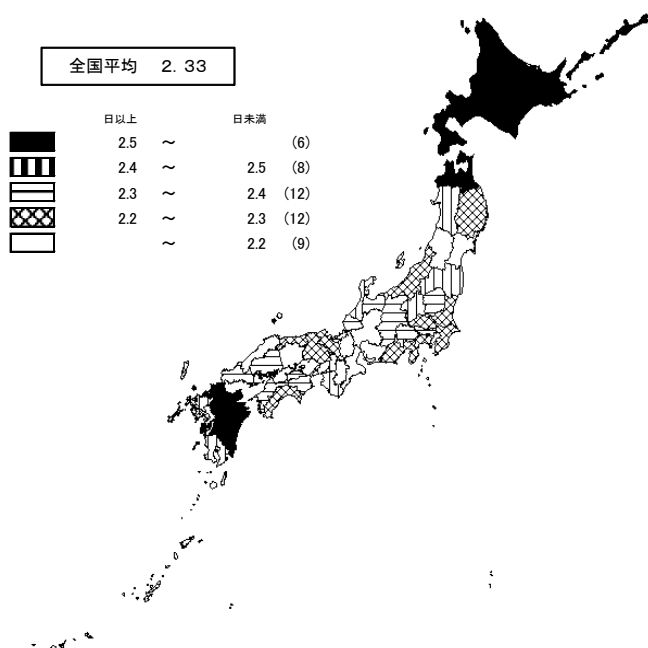 全国平均 2.33
日以上 日未満
2.5 ～ (6)
2.4 ～ 2.5 (8)
2.3 ～ 2.4 (12)
2.2 ～ 2.3 (12)
～ 2.2 (9)